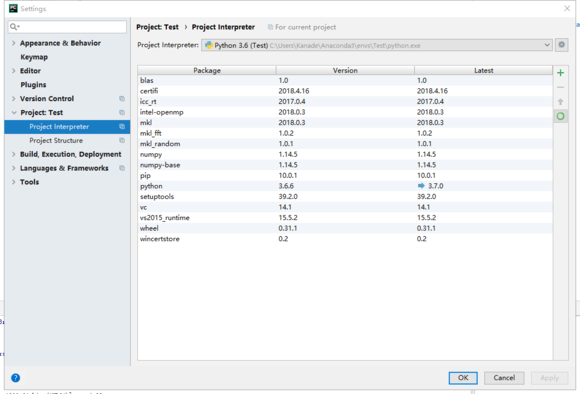 Settings
Project: Test › Project Interpreter For current project
Project Interpreter: Python 3.6 (Test) C:\Users\Kanade\Anaconda3\envs\Test\python.exe
Appearance & Behavior
Keymap
Editor
Plugins
Version Control
Project: Test
Project Interpreter
Project Structure
Build, Execution, Deployment
Languages & Frameworks
Tools
Package Version Latest
blas 1.0 1.0
certifi 2018.4.16 2018.4.16
icc_rt 2017.0.4 2017.0.4
intel-openmp 2018.0.3 2018.0.3
mkl 2018.0.3 2018.0.3
mkl_fft 1.0.2 1.0.2
mkl_random 1.0.1 1.0.1
numpy 1.14.5 1.14.5
numpy-base 1.14.5 1.14.5
pip 10.0.1 10.0.1
python 3.6.6 3.7.0
setuptools 39.2.0 39.2.0
vc 14.1 14.1
vs2015_runtime 15.5.2 15.5.2
wheel 0.31.1 0.31.1
wincertstore 0.2 0.2
OK Cancel Apply